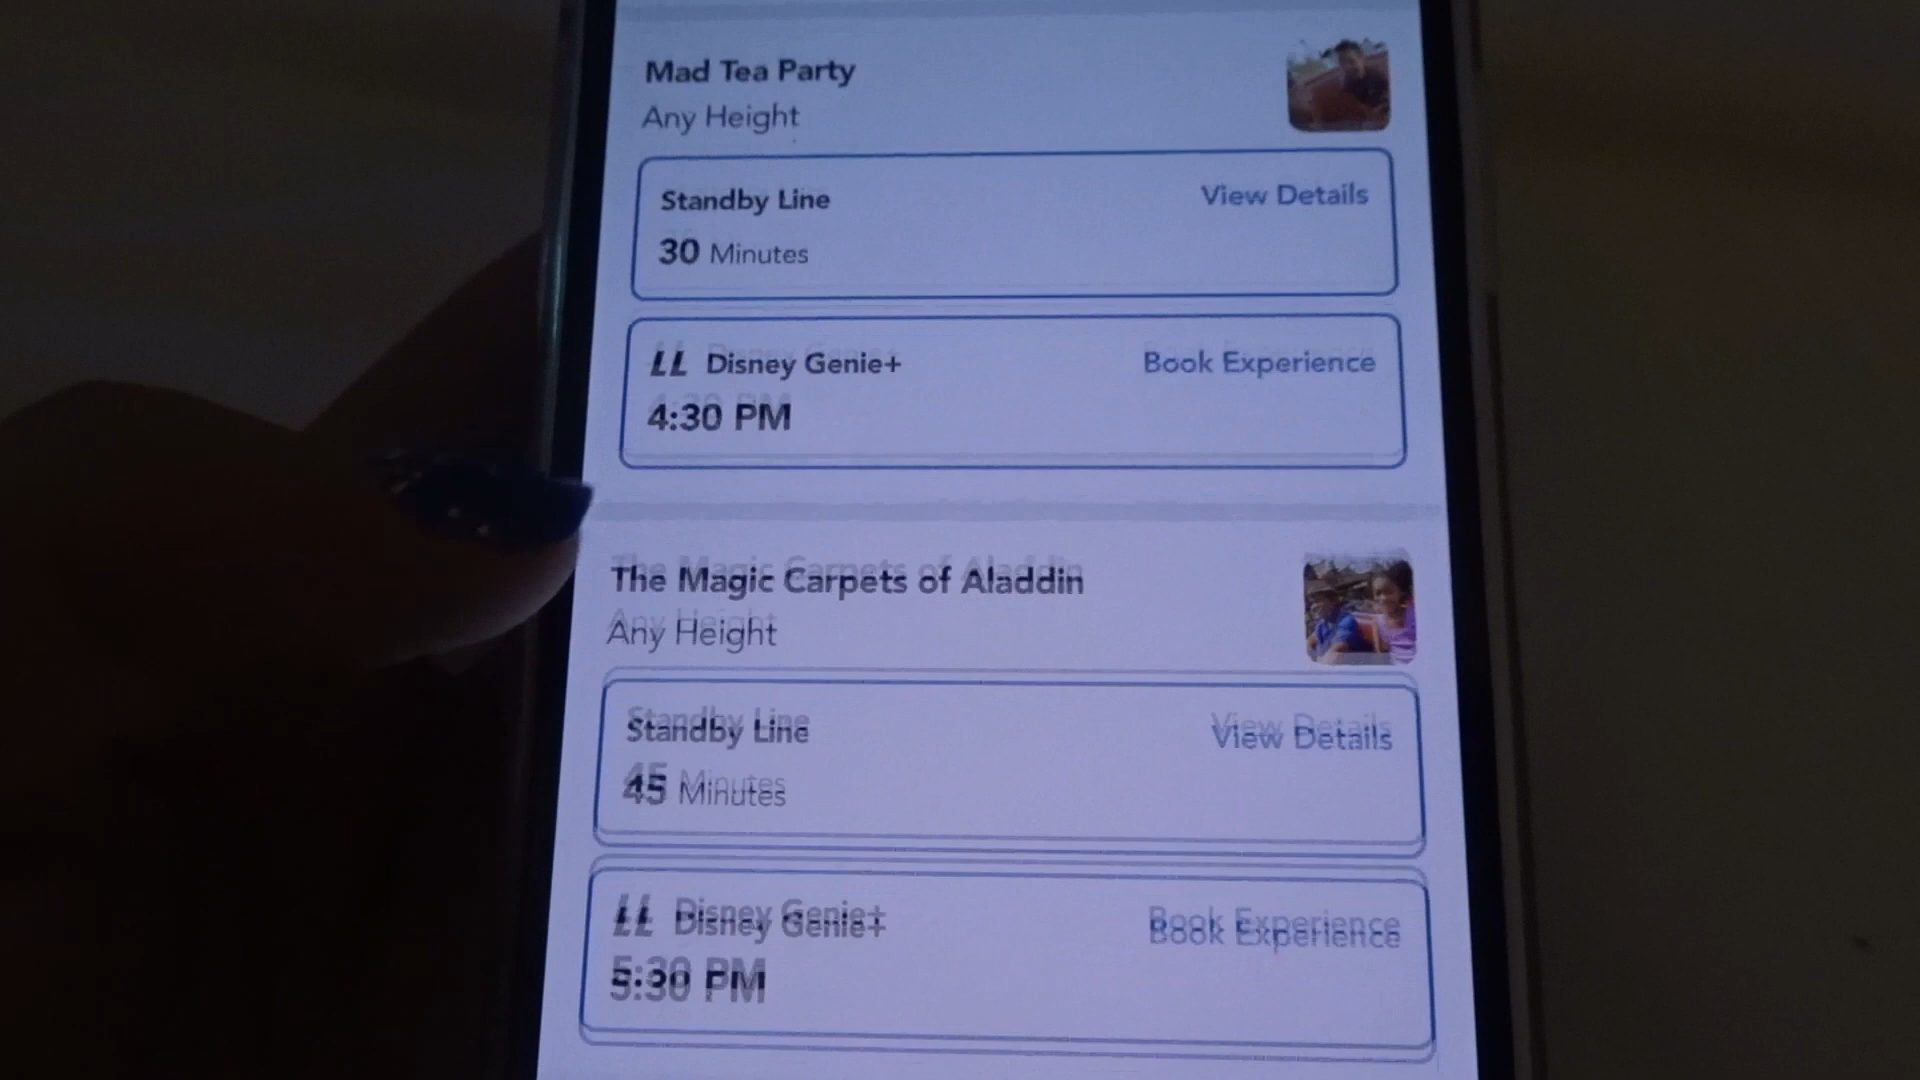 Mad Tea Party
Any Height
Standby Line
View Details
30 Minutes
LL Disney Genie+
Book Experience
4:30 PM
The Magic Carpets of Aladdin
Any Height
Standby Line
View Details
45 Minutes
LL Disney Genie+
Book Experience
5:30 PM